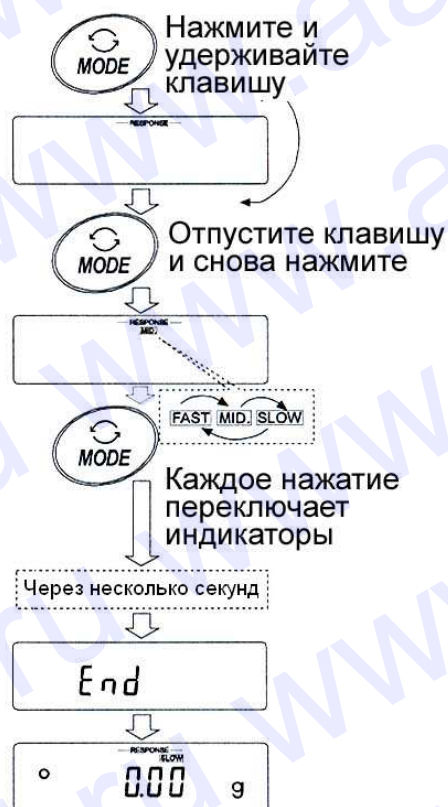 MODE
Нажмите и
удерживайте
клавишу
RESPONSE
MODE
Отпустите клавишу
и снова нажмите
RESPONSE
MID.
FAST MID. SLOW
MODE
Каждое нажатие
переключает
индикаторы
Через несколько секунд
End
RESPONSE
SLOW
0.00 g